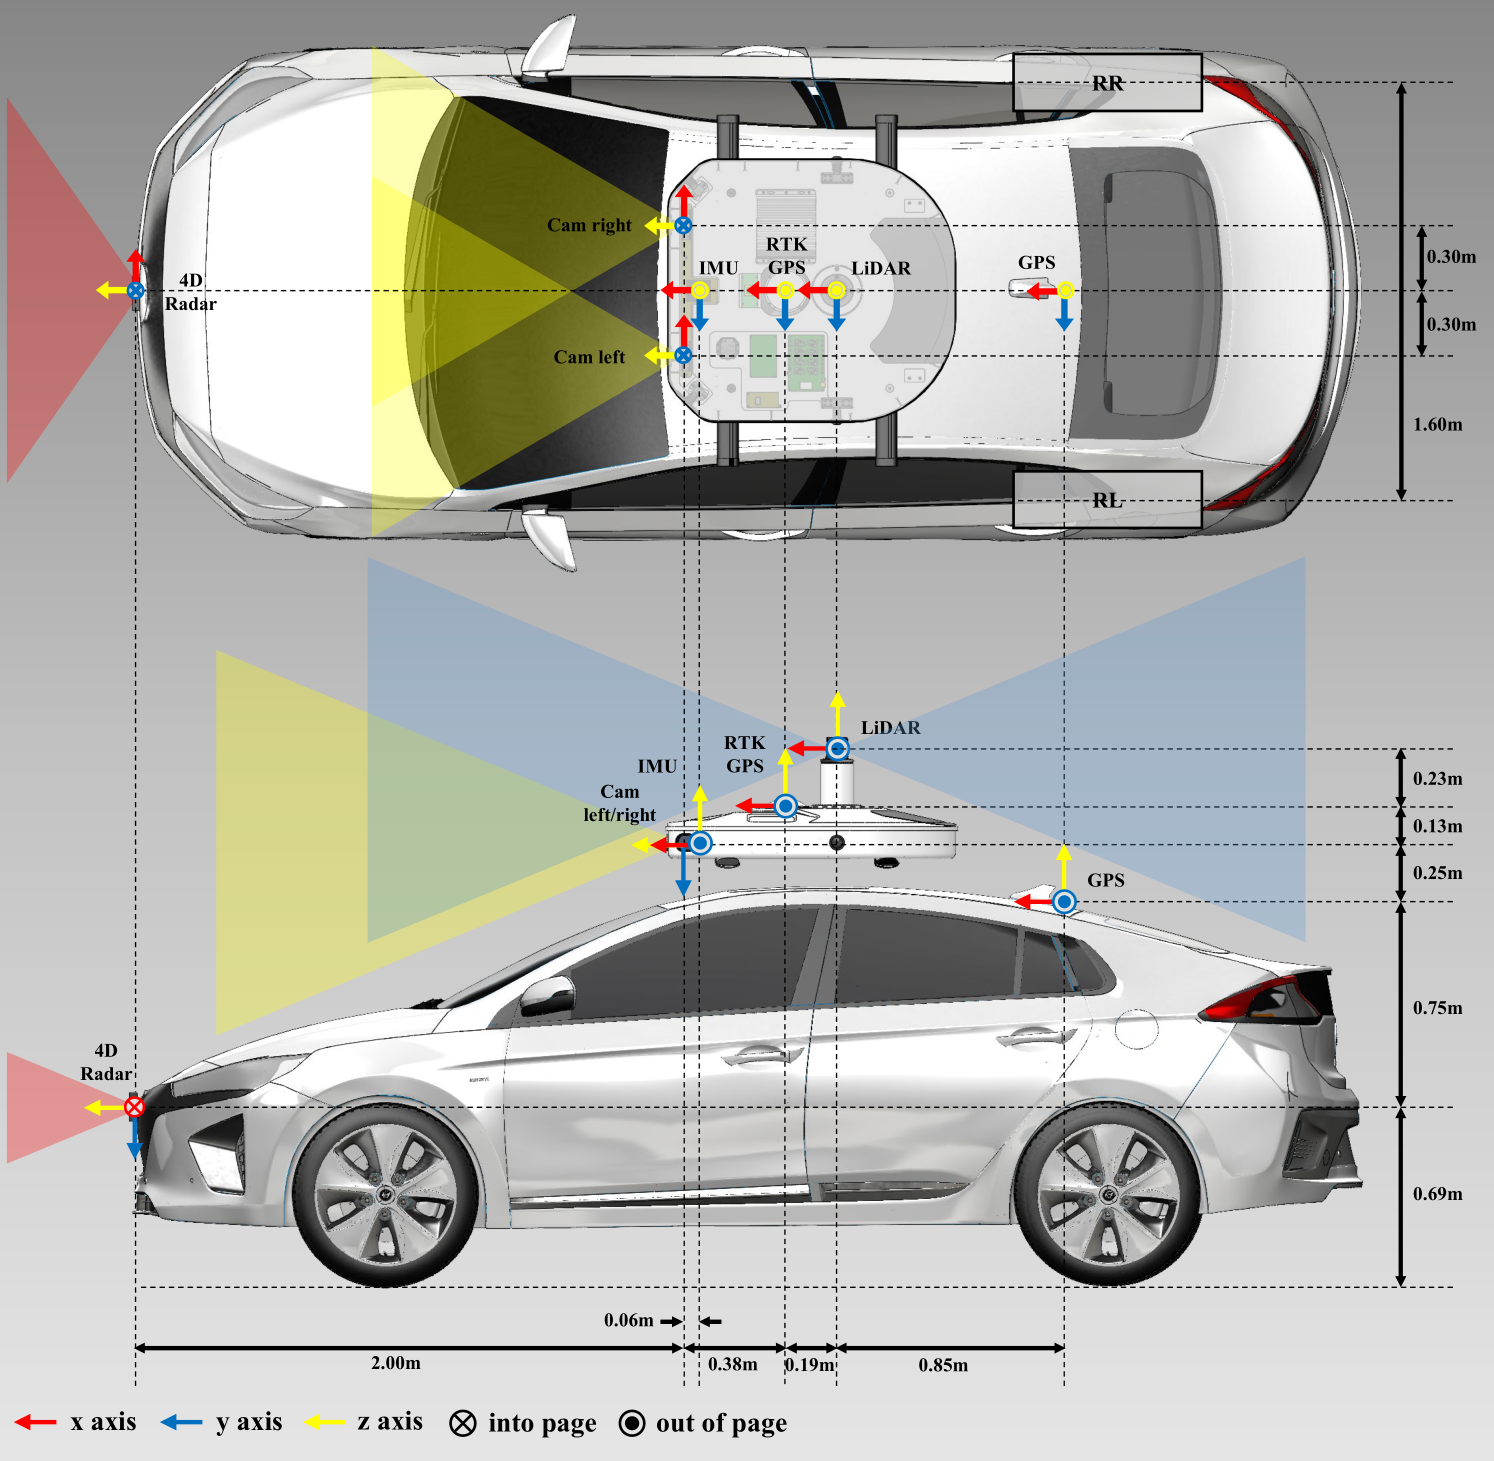 RR
Cam right
0.30m
RTK
GPS
IMU
LiDAR
GPS
4D
Radar
0.30m
Cam left
1.60m
RL
LiDAR
RTK
GPS
IMU
0.23m
Cam
left/right
0.13m
0.25m
GPS
0.75m
4D
Radar
0.69m
0.06m
2.00m
0.38m
0.19m
0.85m
x axis
y axis
z axis
into page
out of page